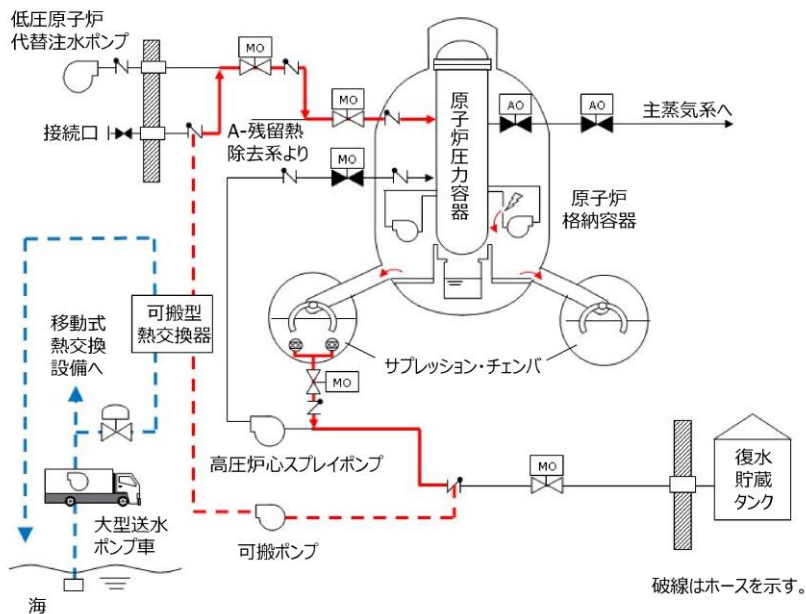 低圧原子炉
代替注水ポンプ
MO
接続口
A-残留熱
除去系より
MO
MO
原子炉圧力容器
AO
AO
主蒸気系へ
原子炉
格納容器
可搬型
熱交換器
移動式
熱交換
設備へ
サプレッション・チェンバ
MO
高圧炉心スプレイポンプ
大型送水
ポンプ車
海
可搬ポンプ
MO
復水
貯蔵
タンク
破線はホースを示す。